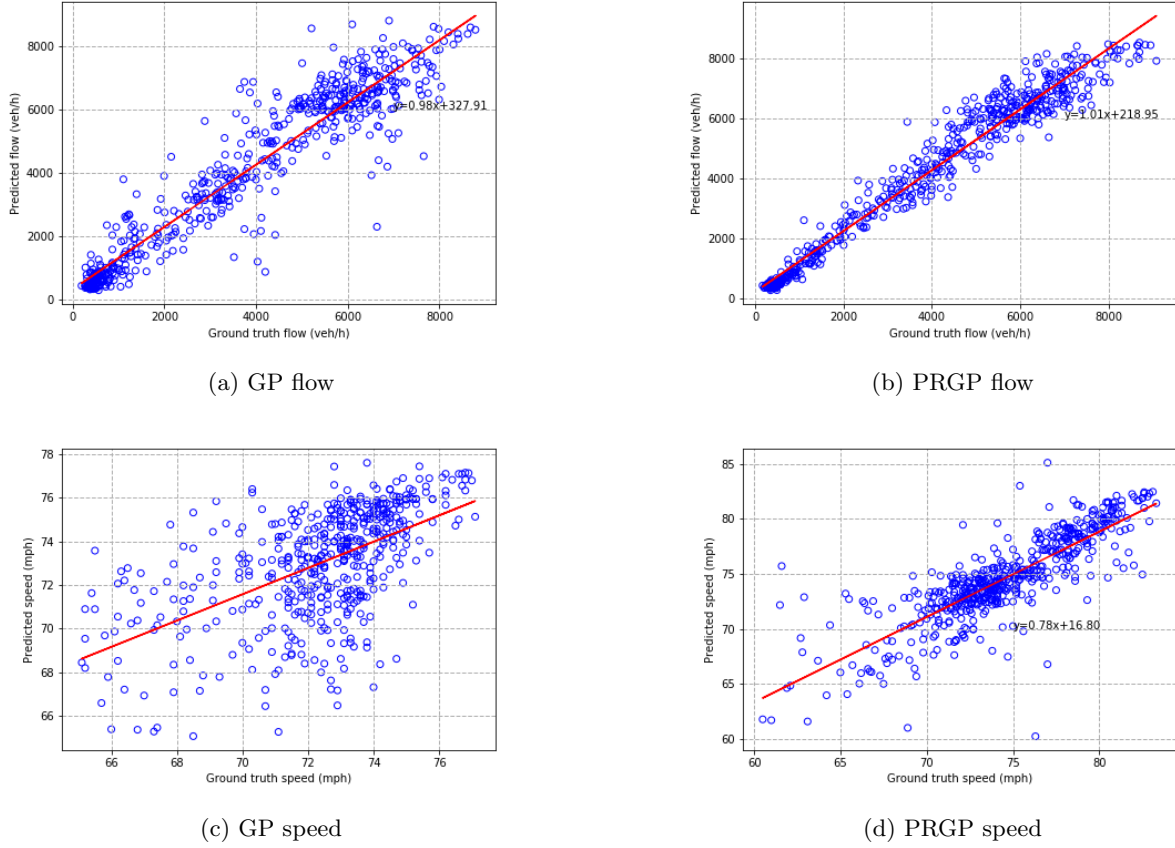 8000
6000
4000
2000
0
Predicted flow (veh/h)
y=0.98x+327.91
0
2000
4000
6000
8000
Ground truth flow (veh/h)
(a) GP flow
8000
6000
4000
2000
0
Predicted flow (veh/h)
y=1.01x+218.95
0
2000
4000
6000
8000
Ground truth flow (veh/h)
(b) PRGP flow
78
76
74
72
70
68
66
Predicted speed (mph)
66
68
70
72
74
76
Ground truth speed (mph)
(c) GP speed
85
80
75
70
65
60
Predicted speed (mph)
y=0.78x+16.80
60
65
70
75
80
Ground truth speed (mph)
(d) PRGP speed